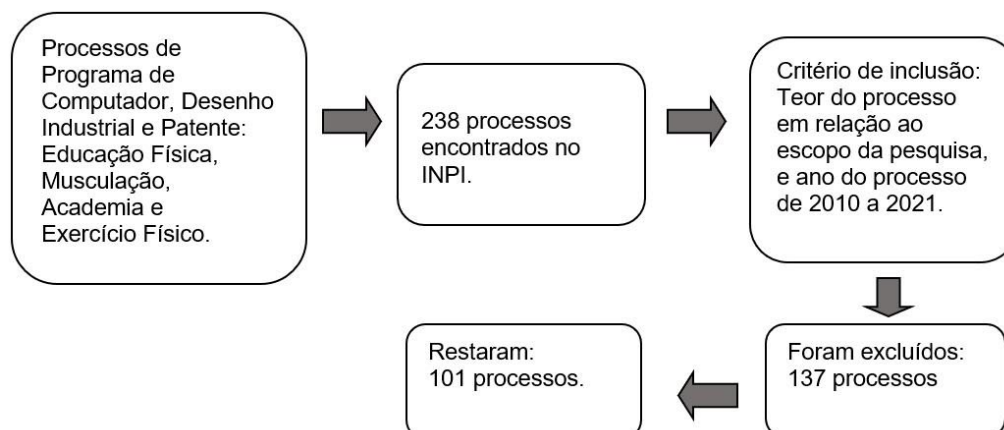 Processos de
Programa de
Computador, Desenho
Industrial e Patente:
Educação Física,
Musculação,
Academia e
Exercício Físico.
238 processos
encontrados no
INPI.
Critério de inclusão:
Teor do processo
em relação ao
escopo da pesquisa,
e ano do processo
de 2010 a 2021.
Foram excluídos:
137 processos
Restaram:
101 processos.